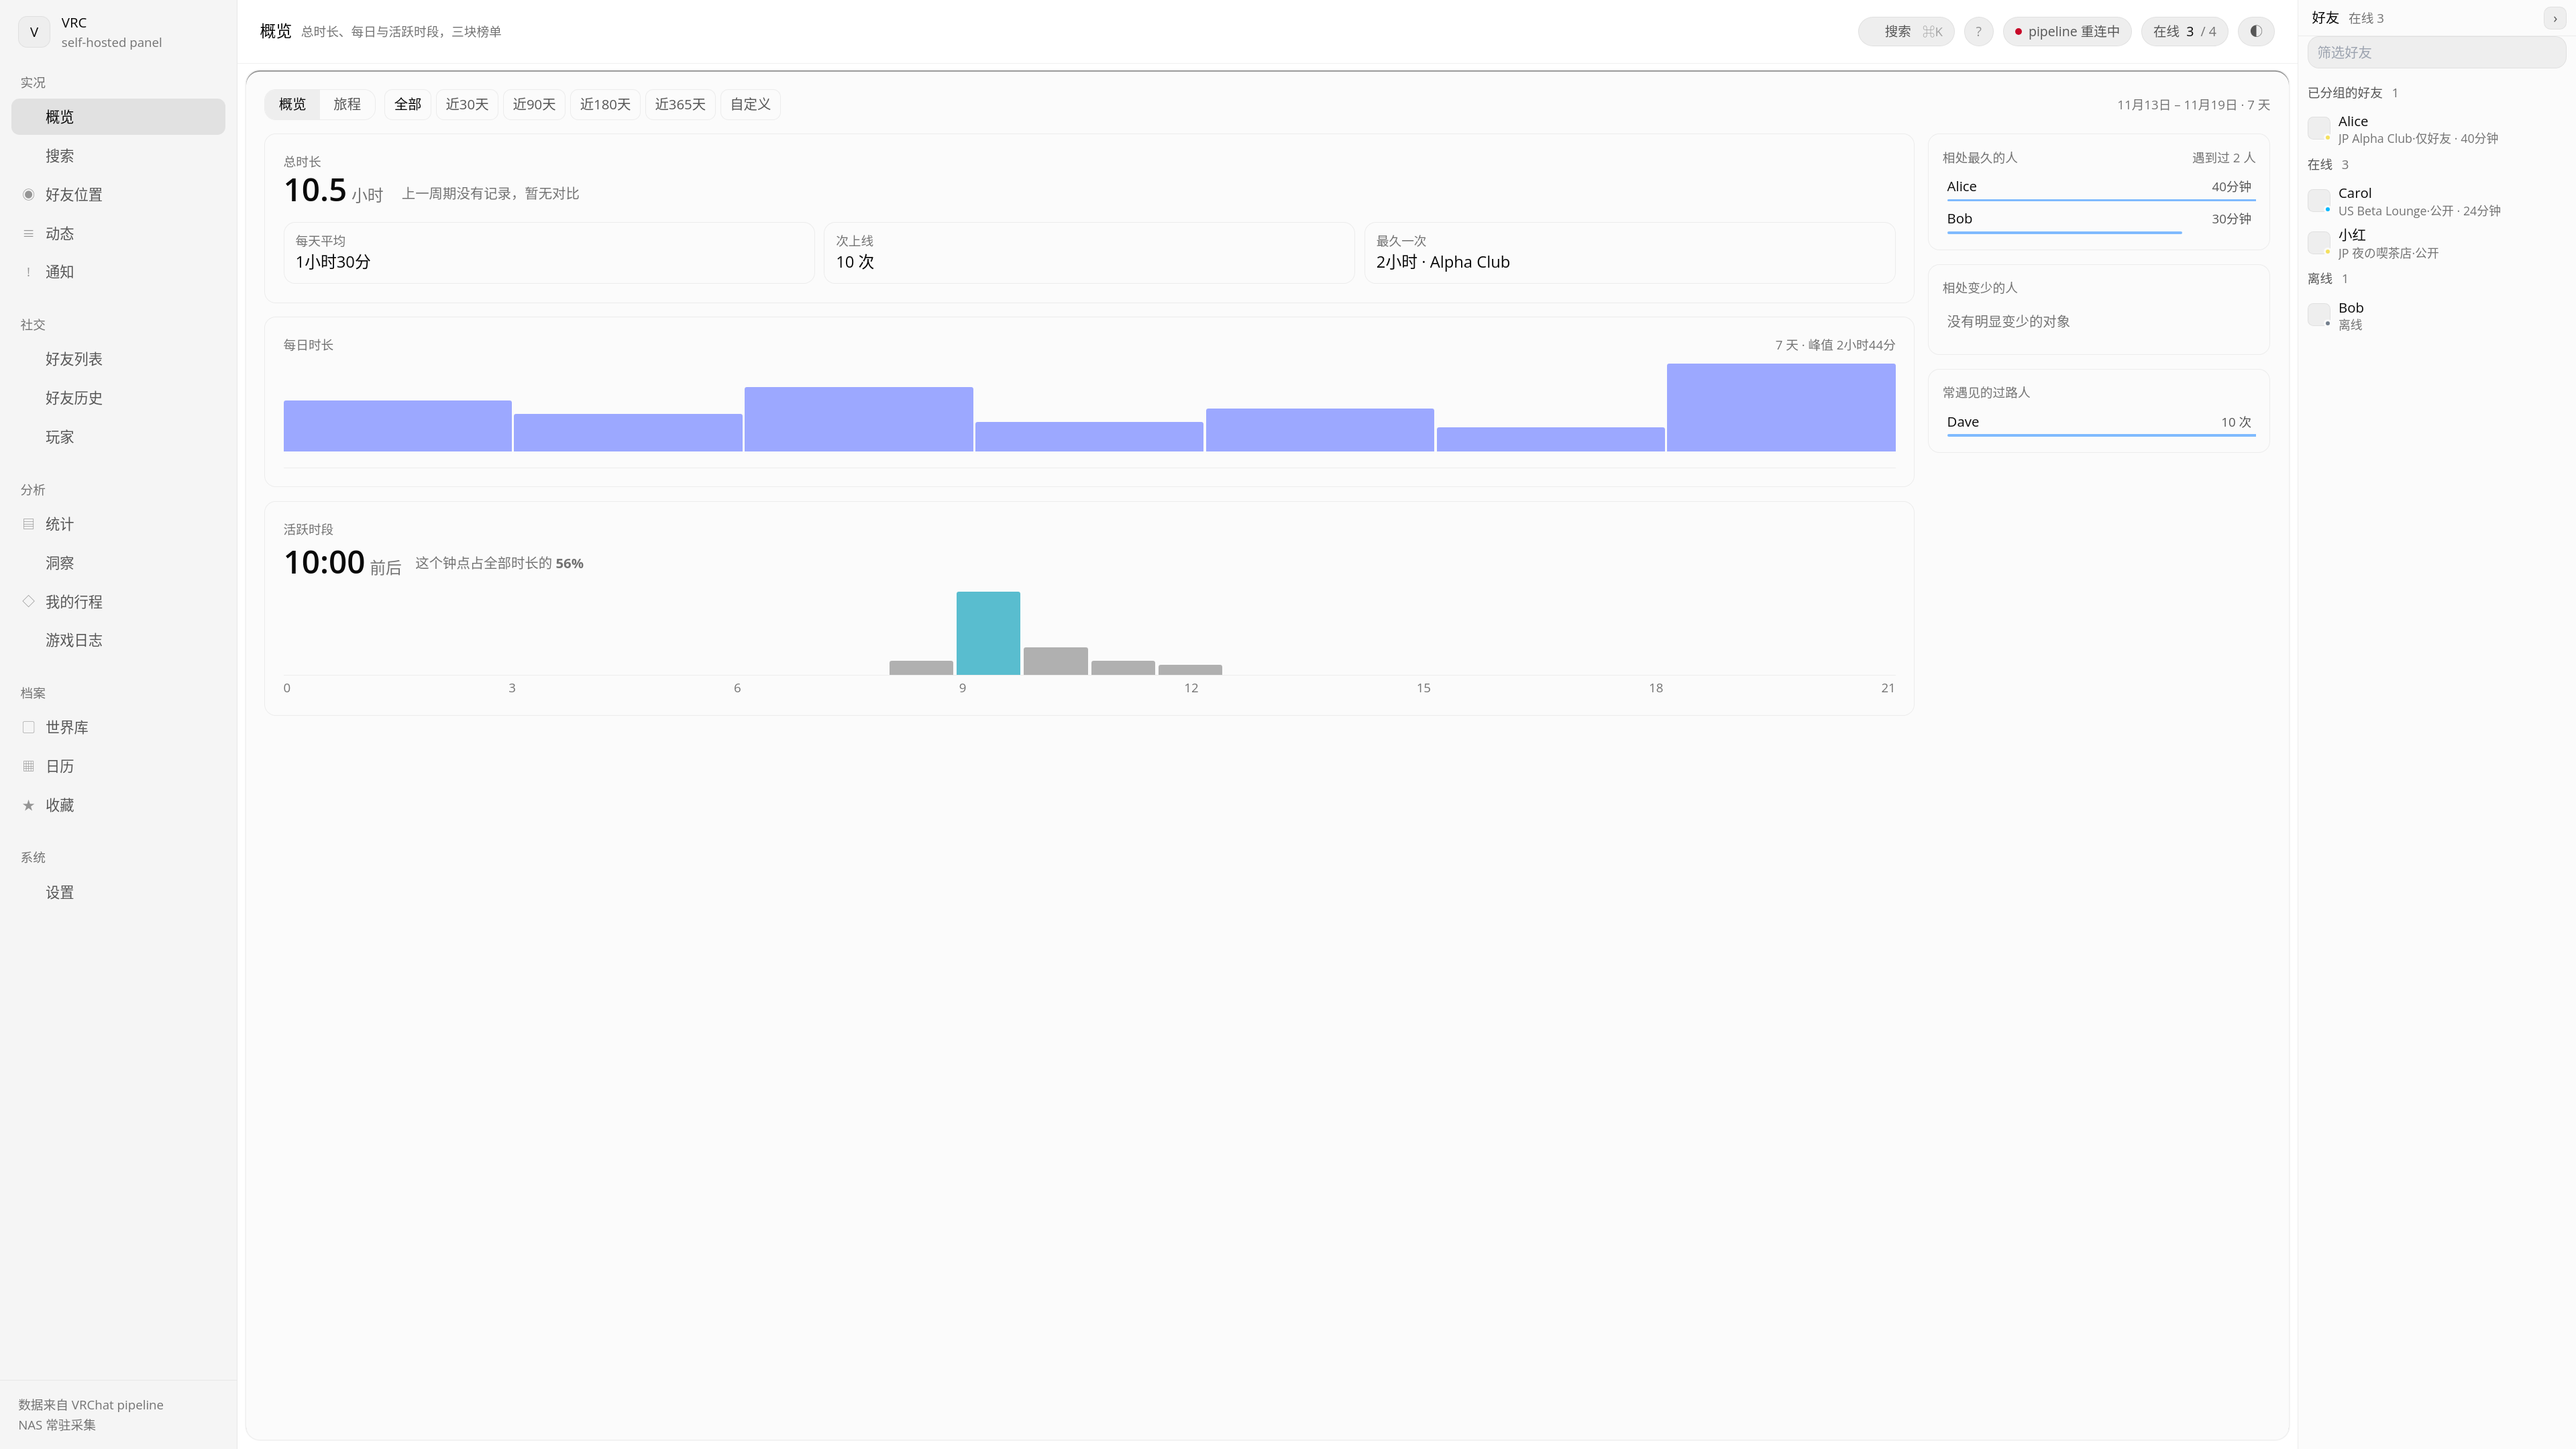 V
VRC
self-hosted panel
实况
概览
搜索
好友位置
动态
通知
社交
好友列表
好友历史
玩家
分析
统计
洞察
我的行程
游戏日志
档案
世界库
日历
收藏
系统
设置
数据来自 VRChat pipeline
NAS 常驻采集
概览 总时长、每日与活跃时段，三块榜单
搜索 ⌘K ? pipeline 重连中 在线 3 / 4
概览 旅程 全部 近30天 近90天 近180天 近365天 自定义
11月13日 – 11月19日 · 7 天
总时长
10.5 小时 上一周期没有记录，暂无对比
每天平均
1小时30分
次上线
10 次
最久一次
2小时 · Alpha Club
每日时长 7 天 · 峰值 2小时44分
活跃时段
10:00 前后 这个钟点占全部时长的 56%
0 3 6 9 12 15 18 21
相处最久的人 遇到过 2 人
Alice 40分钟
Bob 30分钟
相处变少的人
没有明显变少的对象
常遇见的过路人
Dave 10 次
好友 在线 3 ›
筛选好友
已分组的好友 1
Alice
JP Alpha Club·仅好友 · 40分钟
在线 3
Carol
US Beta Lounge·公开 · 24分钟
小红
JP 夜の喫茶店·公开
离线 1
Bob
离线